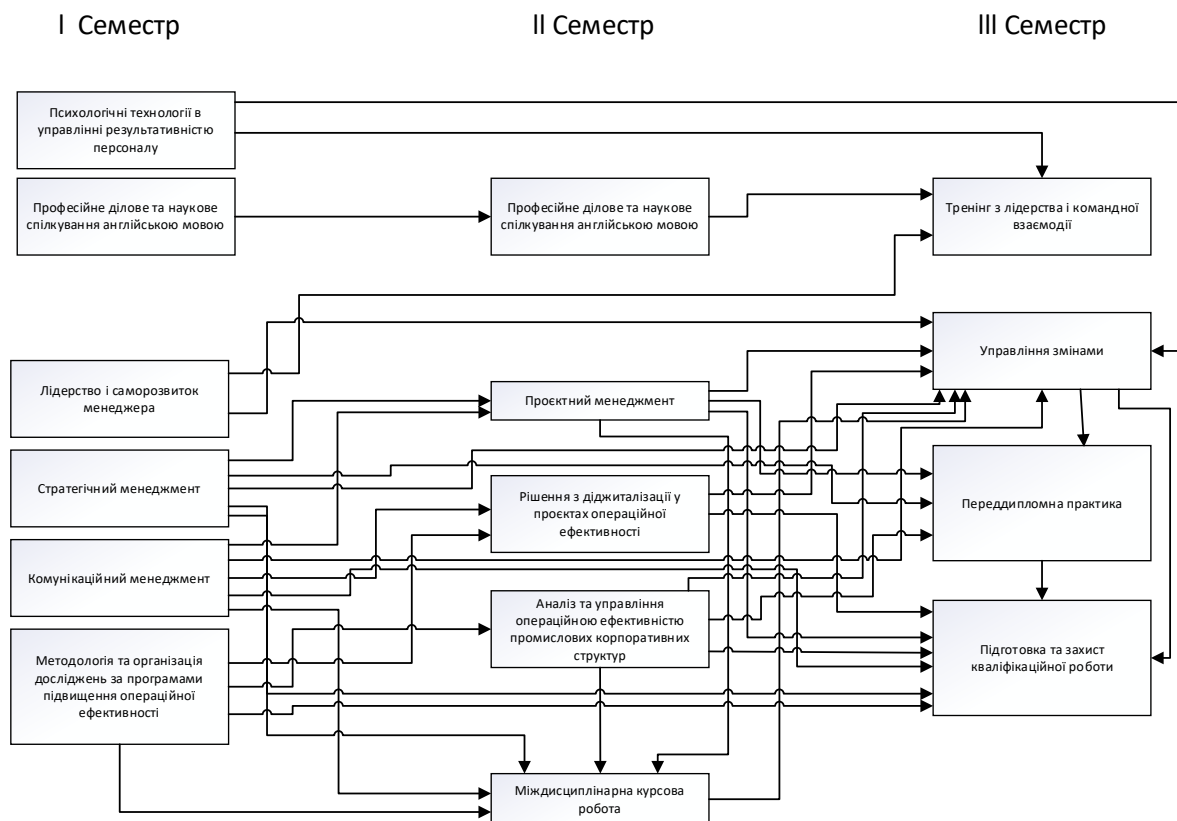 I Семестр
II Семестр
III Семестр
Психологічні технології в
управлінні результативністю
персоналу
Професійне ділове та наукове
спілкування англійською мовою
Професійне ділове та наукове
спілкування англійською мовою
Тренінг з лідерства і командної
взаємодії
Лідерство і саморозвиток
менеджера
Проєктний менеджмент
Управління змінами
Стратегічний менеджмент
Рішення з діджиталізації у
проєктах операційної
ефективності
Переддипломна практика
Комунікаційний менеджмент
Аналіз та управління
операційною ефективністю
промислових корпоративних
структур
Методологія та організація
досліджень за програмами
підвищення операційної
ефективності
Підготовка та захист
кваліфікаційної роботи
Міждисциплінарна курсова
робота